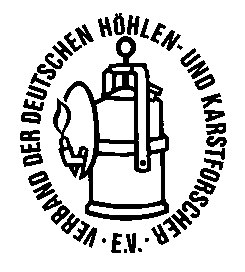 VERBAND DER DEUTSCHEN HÖHLEN- UND KARSTFORSCHER
· E.V. ·